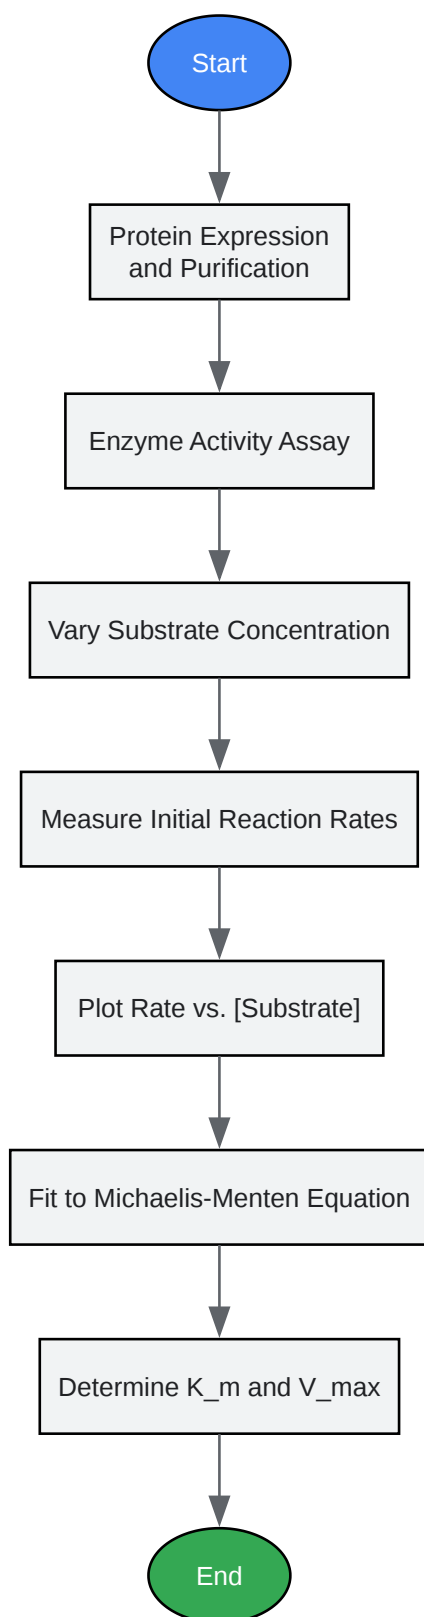 Start
Protein Expression
and Purification
Enzyme Activity Assay
Vary Substrate Concentration
Measure Initial Reaction Rates
Plot Rate vs. [Substrate]
Fit to Michaelis-Menten Equation
Determine K_m and V_max
End